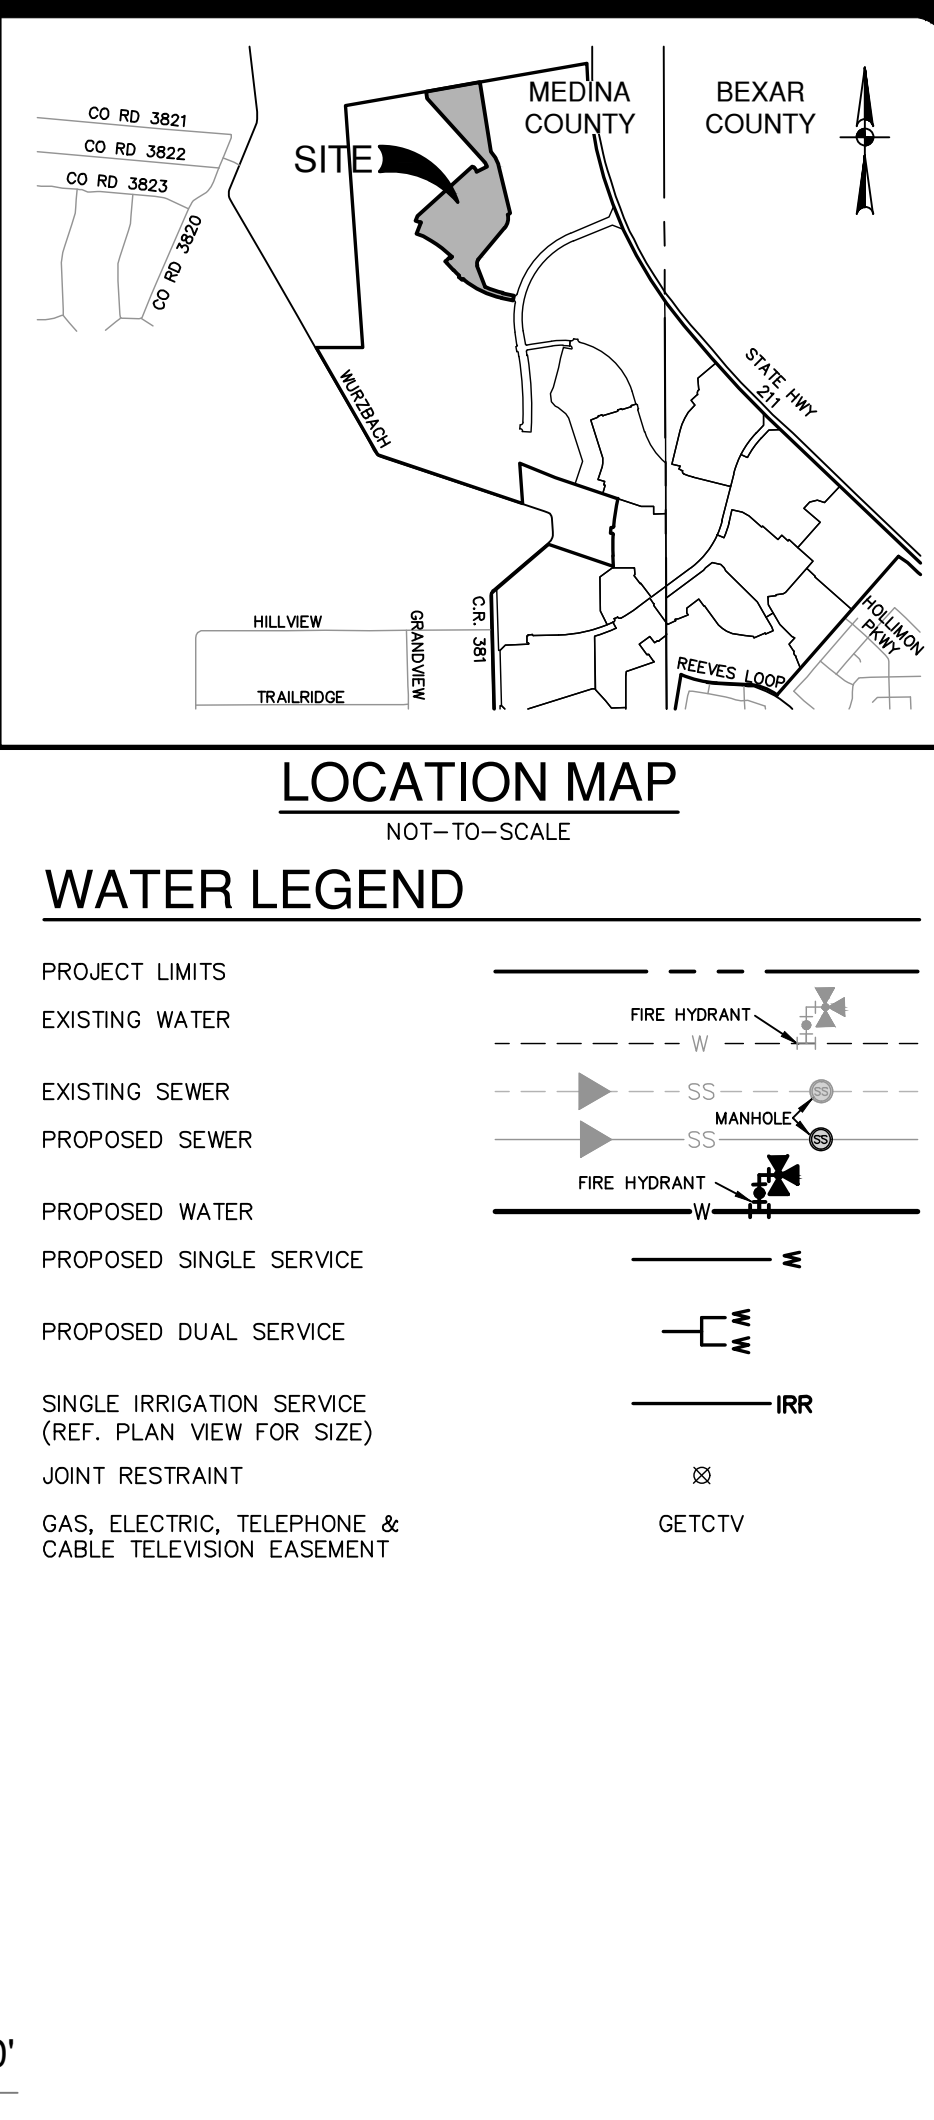 MEDINA
COUNTY
BEXAR
COUNTY
CO RD 3821
CO RD 3822
CO RD 3823
CO RD 3820
SITE
WURZBACH
STATE HWY
211
HILLVIEW
GRANDVIEW
C.R. 381
TRAILRIDGE
HOLLIMON
PKWY
REEVES LOOP
LOCATION MAP
NOT-TO-SCALE
WATER LEGEND
PROJECT LIMITS
EXISTING WATER
FIRE HYDRANT
W
EXISTING SEWER
SS
SS
MANHOLE
PROPOSED SEWER
SS
SS
FIRE HYDRANT
PROPOSED WATER
W
PROPOSED SINGLE SERVICE
W
PROPOSED DUAL SERVICE
W
W
SINGLE IRRIGATION SERVICE
IRR
(REF. PLAN VIEW FOR SIZE)
JOINT RESTRAINT
GAS, ELECTRIC, TELEPHONE &
CABLE TELEVISION EASEMENT
GETCTV
0'